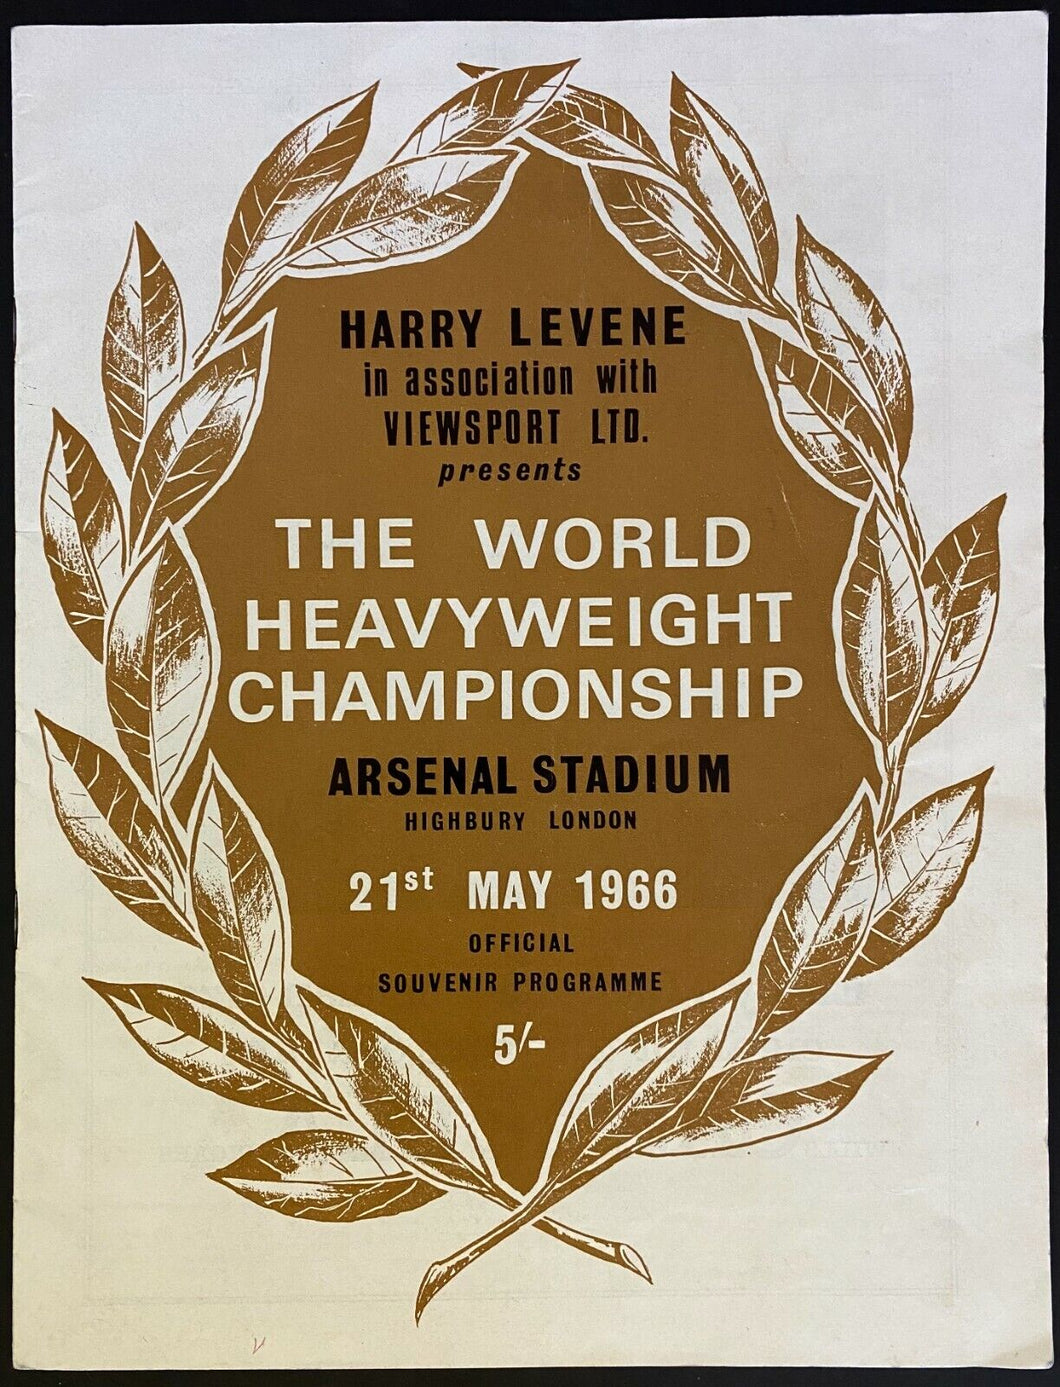 HARRY LEVENE
in association with
VIEWSPORT LTD.
presents
THE WORLD
HEAVYWEIGHT
CHAMPIONSHIP
ARSENAL STADIUM
HIGHBURY LONDON
21st MAY 1966
OFFICIAL
SOUVENIR PROGRAMME
5/-